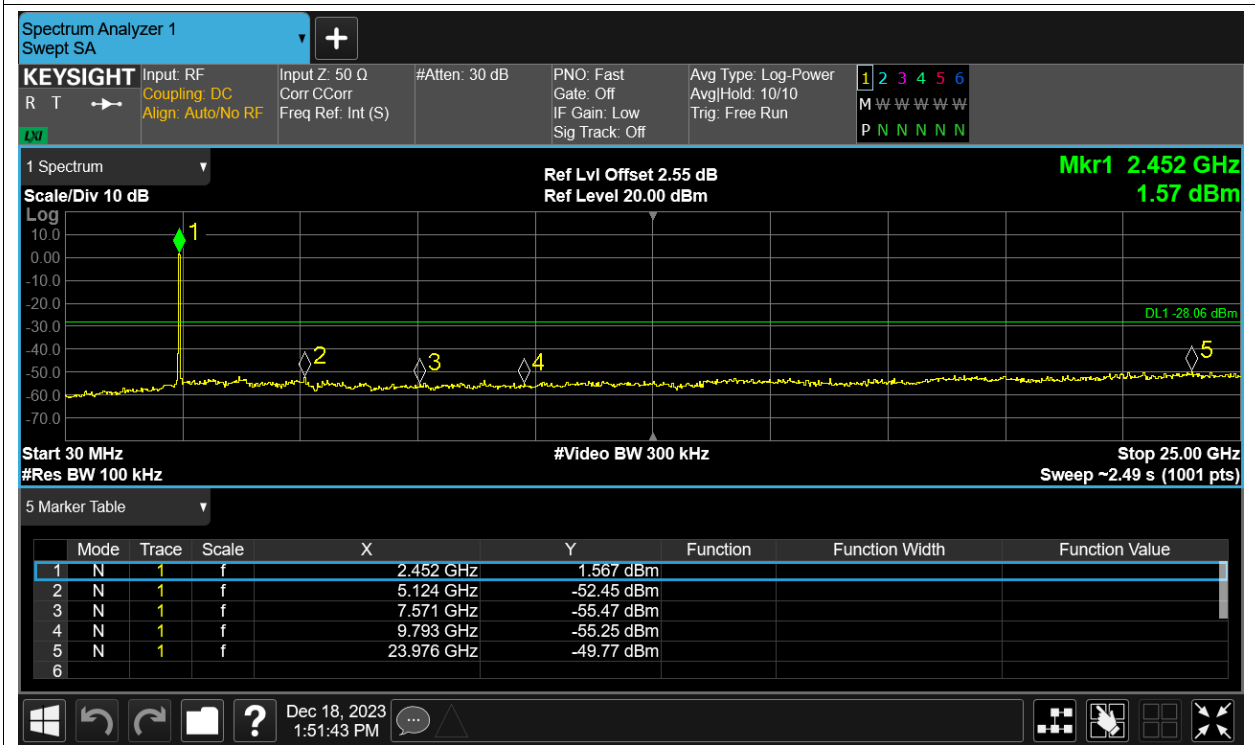 Spectrum Analyzer 1
Swept SA
KEYSIGHT
R T
LXI
Input: RF
Coupling: DC
Align: Auto/No RF
Input Z: 50 Ω
Corr CCorr
Freq Ref: Int (S)
#Atten: 30 dB
PNO: Fast
Gate: Off
IF Gain: Low
Sig Track: Off
Avg Type: Log-Power
Avg|Hold: 10/10
Trig: Free Run
1 2 3 4 5 6
M W W W W W
P N N N N N
1 Spectrum
Scale/Div 10 dB
Ref Lvl Offset 2.55 dB
Ref Level 20.00 dBm
Mkr1 2.452 GHz
1.57 dBm
Log
10.0
0.00
-10.0
-20.0
-30.0
-40.0
-50.0
-60.0
-70.0
1
2
3
4
5
DL1 -28.06 dBm
Start 30 MHz
#Video BW 300 kHz
Stop 25.00 GHz
#Res BW 100 kHz
Sweep ~2.49 s (1001 pts)
5 Marker Table
Mode Trace Scale X Y Function Function Width Function Value
1 N 1 f 2.452 GHz 1.567 dBm
2 N 1 f 5.124 GHz -52.45 dBm
3 N 1 f 7.571 GHz -55.47 dBm
4 N 1 f 9.793 GHz -55.25 dBm
5 N 1 f 23.976 GHz -49.77 dBm
6
?
Dec 18, 2023
1:51:43 PM